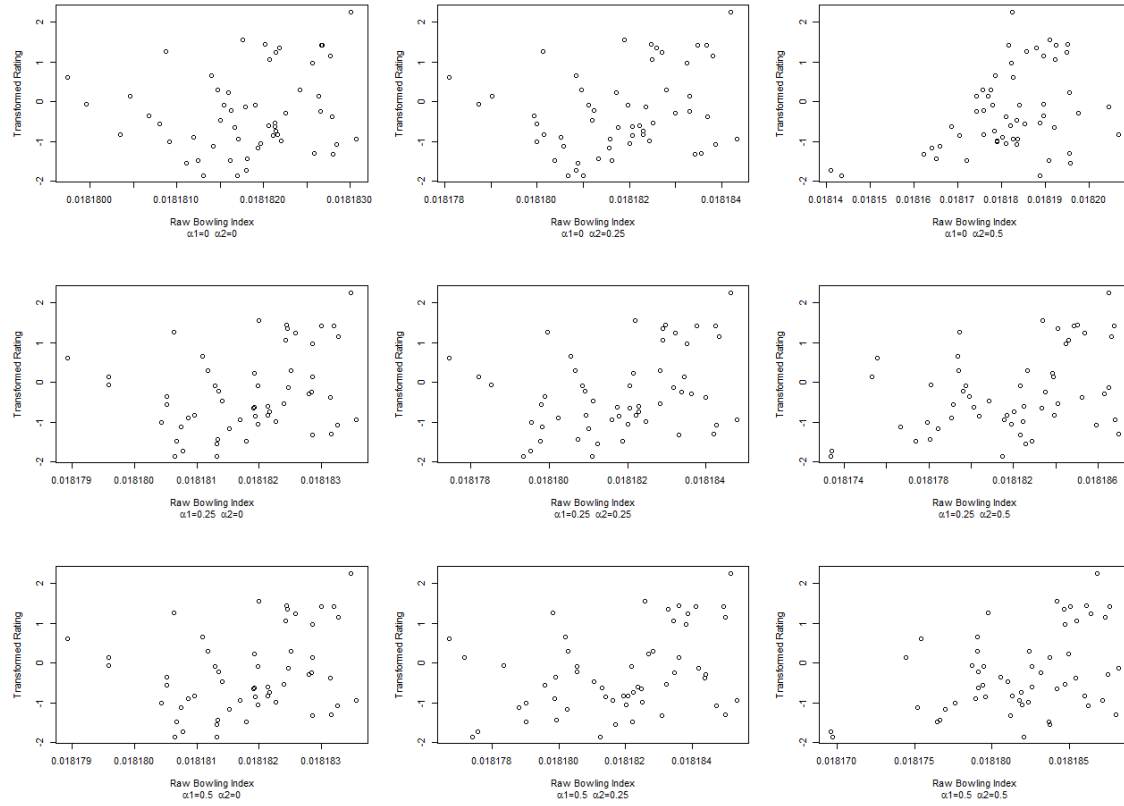 2
1
0
-1
-2
Transformed Rating
0.018180 0.0181810 0.0181820 0.0181830
Raw Bowling Index
α1=0 α2=0
2
1
0
-1
-2
Transformed Rating
0.018178 0.018180 0.018182 0.018184
Raw Bowling Index
α1=0 α2=0.25
2
1
0
-1
-2
Transformed Rating
0.01814 0.01815 0.01816 0.01817 0.01818 0.01819 0.01820
Raw Bowling Index
α1=0 α2=0.5
2
1
0
-1
-2
Transformed Rating
0.018179 0.018180 0.018181 0.018182 0.018183
Raw Bowling Index
α1=0.25 α2=0
2
1
0
-1
-2
Transformed Rating
0.018178 0.018180 0.018182 0.018184
Raw Bowling Index
α1=0.25 α2=0.25
2
1
0
-1
-2
Transformed Rating
0.018174 0.018178 0.018182 0.018186
Raw Bowling Index
α1=0.25 α2=0.5
2
1
0
-1
-2
Transformed Rating
0.018179 0.018180 0.018181 0.018182 0.018183
Raw Bowling Index
α1=0.5 α2=0
2
1
0
-1
-2
Transformed Rating
0.018178 0.018180 0.018182 0.018184
Raw Bowling Index
α1=0.5 α2=0.25
2
1
0
-1
-2
Transformed Rating
0.018170 0.018175 0.018180 0.018185
Raw Bowling Index
α1=0.5 α2=0.5